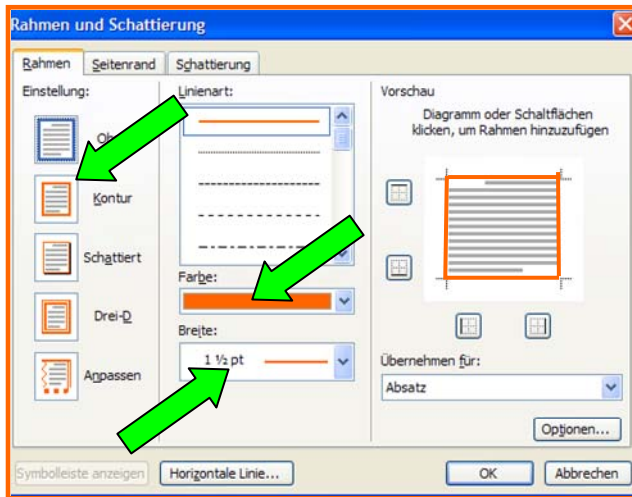 Rahmen und Schattierung
Rahmen
Seitenrand
Schattierung
Einstellung:
Kontur
Schattiert
Drei-D
Anpassen
Linienart:
Farbe:
Breite:
1 ½ pt
Vorschau
Diagramm oder Schaltflächen
klicken, um Rahmen hinzuzufügen
Übernehmen für:
Absatz
Optionen...
Symbolleiste anzeigen
Horizontale Linie...
OK
Abbrechen